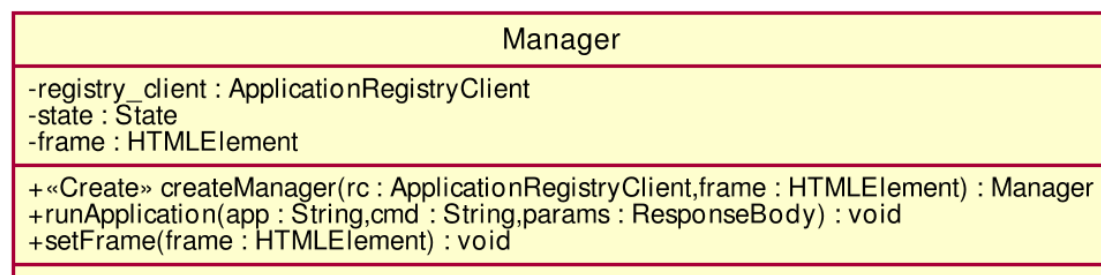 Manager
-registry_client : ApplicationRegistryClient
-state : State
-frame : HTMLElement
+«Create» createManager(rc : ApplicationRegistryClient,frame : HTMLElement) : Manager
+runApplication(app : String,cmd : String,params : ResponseBody) : void
+setFrame(frame : HTMLElement) : void